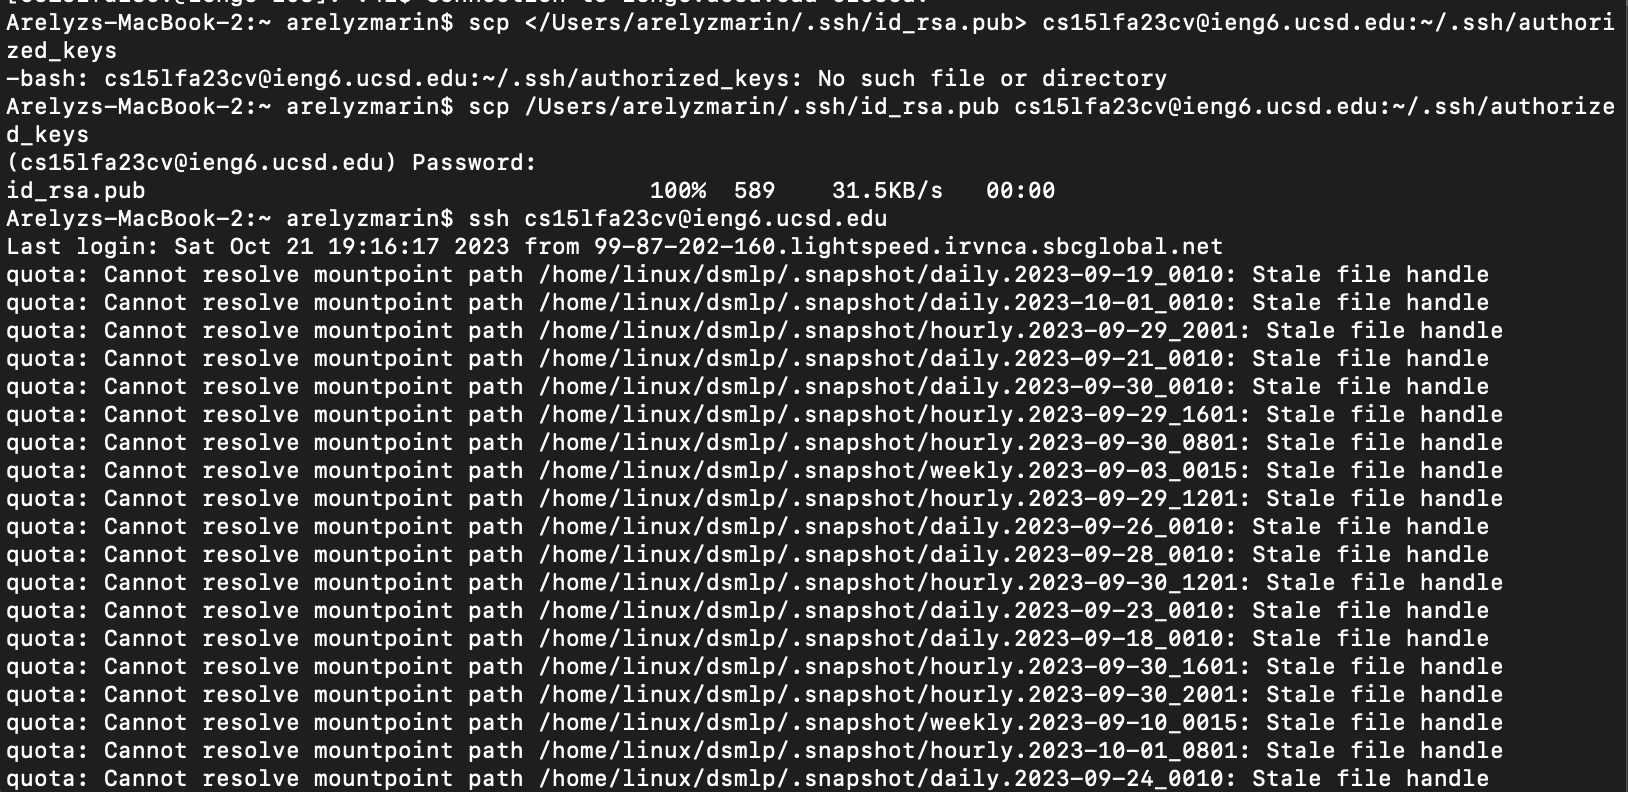 Arelyzs-MacBook-2:~ arelyzmarin$ scp </Users/arelyzmarin/.ssh/id_rsa.pub> cs15lfa23cv@ieng6.ucsd.edu:~/.ssh/authori
zed_keys
-bash: cs15lfa23cv@ieng6.ucsd.edu:~/.ssh/authorized_keys: No such file or directory
Arelyzs-MacBook-2:~ arelyzmarin$ scp /Users/arelyzmarin/.ssh/id_rsa.pub cs15lfa23cv@ieng6.ucsd.edu:~/.ssh/authorize
d_keys
(cs15lfa23cv@ieng6.ucsd.edu) Password:
id_rsa.pub 100% 589 31.5KB/s 00:00
Arelyzs-MacBook-2:~ arelyzmarin$ ssh cs15lfa23cv@ieng6.ucsd.edu
Last login: Sat Oct 21 19:16:17 2023 from 99-87-202-160.lightspeed.irvnca.sbcglobal.net
quota: Cannot resolve mountpoint path /home/linux/dsmlp/.snapshot/daily.2023-09-19_0010: Stale file handle
quota: Cannot resolve mountpoint path /home/linux/dsmlp/.snapshot/daily.2023-10-01_0010: Stale file handle
quota: Cannot resolve mountpoint path /home/linux/dsmlp/.snapshot/hourly.2023-09-29_2001: Stale file handle
quota: Cannot resolve mountpoint path /home/linux/dsmlp/.snapshot/daily.2023-09-21_0010: Stale file handle
quota: Cannot resolve mountpoint path /home/linux/dsmlp/.snapshot/daily.2023-09-30_0010: Stale file handle
quota: Cannot resolve mountpoint path /home/linux/dsmlp/.snapshot/hourly.2023-09-29_1601: Stale file handle
quota: Cannot resolve mountpoint path /home/linux/dsmlp/.snapshot/hourly.2023-09-30_0801: Stale file handle
quota: Cannot resolve mountpoint path /home/linux/dsmlp/.snapshot/weekly.2023-09-03_0015: Stale file handle
quota: Cannot resolve mountpoint path /home/linux/dsmlp/.snapshot/hourly.2023-09-29_1201: Stale file handle
quota: Cannot resolve mountpoint path /home/linux/dsmlp/.snapshot/daily.2023-09-26_0010: Stale file handle
quota: Cannot resolve mountpoint path /home/linux/dsmlp/.snapshot/daily.2023-09-28_0010: Stale file handle
quota: Cannot resolve mountpoint path /home/linux/dsmlp/.snapshot/hourly.2023-09-30_1201: Stale file handle
quota: Cannot resolve mountpoint path /home/linux/dsmlp/.snapshot/daily.2023-09-23_0010: Stale file handle
quota: Cannot resolve mountpoint path /home/linux/dsmlp/.snapshot/daily.2023-09-18_0010: Stale file handle
quota: Cannot resolve mountpoint path /home/linux/dsmlp/.snapshot/hourly.2023-09-30_1601: Stale file handle
quota: Cannot resolve mountpoint path /home/linux/dsmlp/.snapshot/hourly.2023-09-30_2001: Stale file handle
quota: Cannot resolve mountpoint path /home/linux/dsmlp/.snapshot/weekly.2023-09-10_0015: Stale file handle
quota: Cannot resolve mountpoint path /home/linux/dsmlp/.snapshot/hourly.2023-10-01_0801: Stale file handle
quota: Cannot resolve mountpoint path /home/linux/dsmlp/.snapshot/daily.2023-09-24_0010: Stale file handle